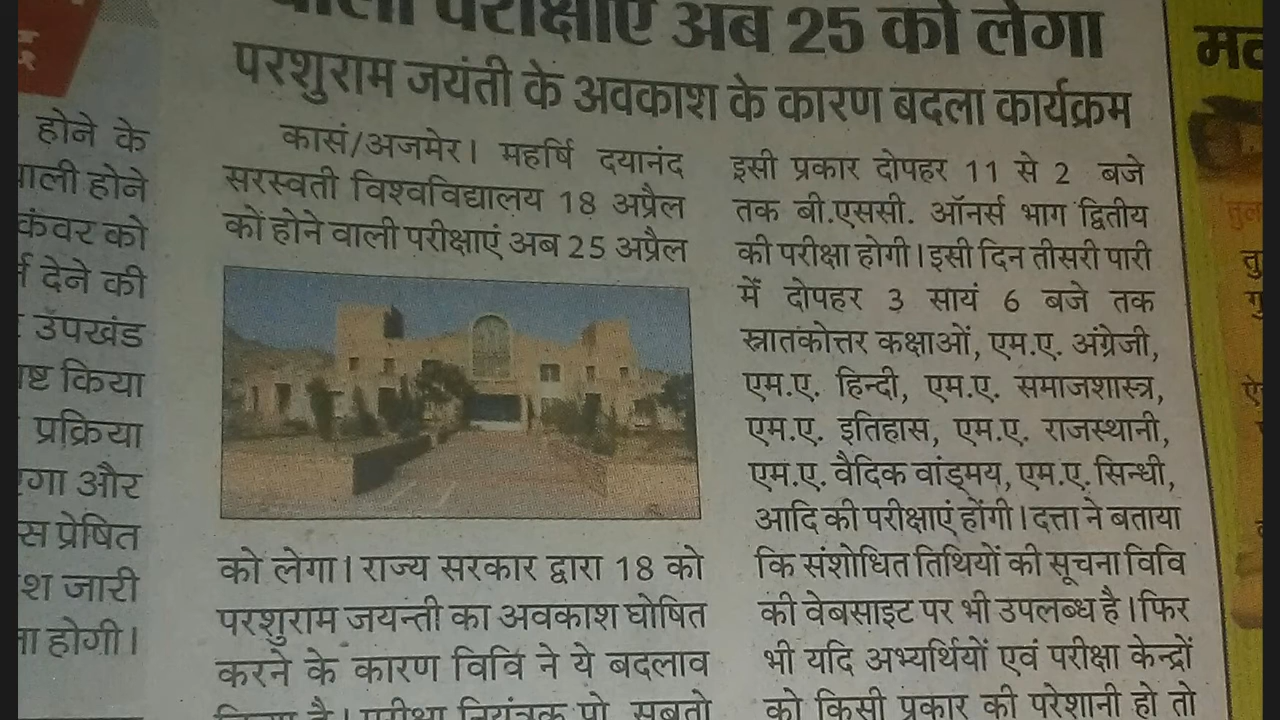 परीक्षाएं अब 25 को लेगा
परशुराम जयंती के अवकाश के कारण बदला कार्यक्रम
होने के
होने
कंवर को
देने की
उपखंड
किया
प्रक्रिया
और
प्रेषित
जारी
होगी।
कासं/अजमेर। महर्षि दयानंद
सरस्वती विश्वविद्यालय 18 अप्रैल
को होने वाली परीक्षाएं अब 25 अप्रैल
को लेगा। राज्य सरकार द्वारा 18 को
परशुराम जयन्ती का अवकाश घोषित
करने के कारण विवि ने ये बदलाव
इसी प्रकार दोपहर 11 से 2 बजे
तक बी.एससी. ऑनर्स भाग द्वितीय
की परीक्षा होगी। इसी दिन तीसरी पारी
में दोपहर 3 सायं 6 बजे तक
स्नातकोत्तर कक्षाओं, एम.ए. अंग्रेजी,
एम.ए. हिन्दी, एम.ए. समाजशास्त्र,
एम.ए. इतिहास, एम.ए. राजस्थानी,
एम.ए. वैदिक वांड्मय, एम.ए. सिन्धी,
आदि की परीक्षाएं होंगी। दत्ता ने बताया
कि संशोधित तिथियों की सूचना विवि
की वेबसाइट पर भी उपलब्ध है। फिर
भी यदि अभ्यर्थियों एवं परीक्षा केन्द्रों
को किसी प्रकार की परेशानी हो तो